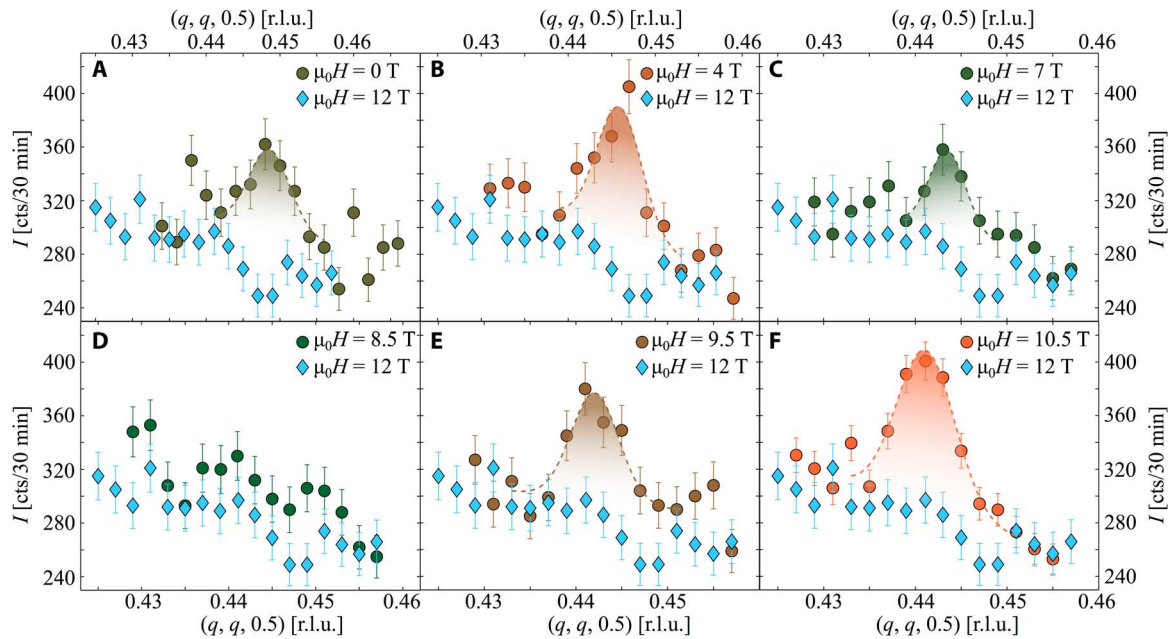 (q, q, 0.5) [r.l.u.] (q, q, 0.5) [r.l.u.] (q, q, 0.5) [r.l.u.]
0.43 0.44 0.45 0.46 0.43 0.44 0.45 0.46 0.43 0.44 0.45 0.46
A μ₀H = 0 T B μ₀H = 4 T C μ₀H = 7 T
μ₀H = 12 T μ₀H = 12 T μ₀H = 12 T
400 400
360 360
I [cts/30 min] I [cts/30 min]
320 320
280 280
240 240
D μ₀H = 8.5 T E μ₀H = 9.5 T F μ₀H = 10.5 T
μ₀H = 12 T μ₀H = 12 T μ₀H = 12 T
400 400
360 360
I [cts/30 min] I [cts/30 min]
320 320
280 280
240 240
0.43 0.44 0.45 0.46 0.43 0.44 0.45 0.43 0.44 0.45 0.46
(q, q, 0.5) [r.l.u.] (q, q, 0.5) [r.l.u.] (q, q, 0.5) [r.l.u.]